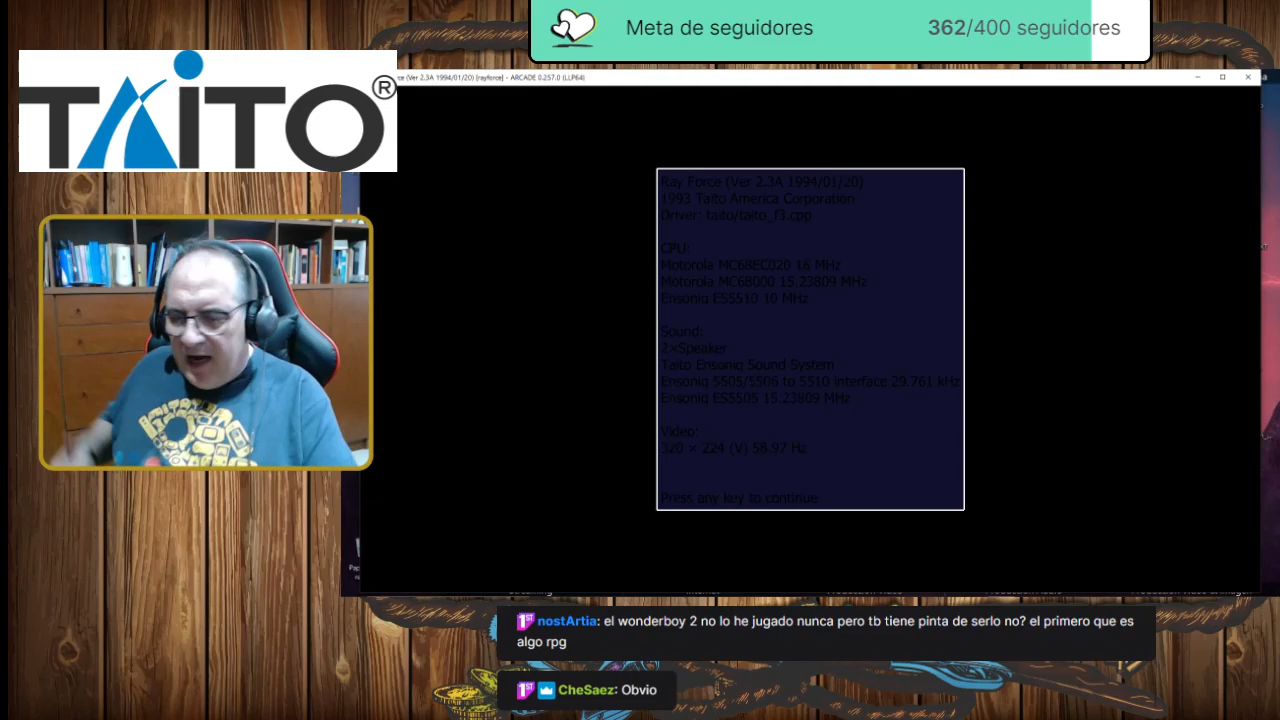 Meta de seguidores
362/400 seguidores
TAITO®
ce (Ver 2.3A 1994/01/20) [rayforce] - ARCADE 0.257.0 (LLP64)
Ray Force (Ver 2.3A 1994/01/20)
1993 Taito America Corporation
Driver: taito/taito_f3.cpp
CPU:
Motorola MC68EC020 16 MHz
Motorola MC68000 15.23809 MHz
Ensoniq ES5510 10 MHz
Sound:
2×Speaker
Taito Ensoniq Sound System
Ensoniq 5505/5506 to 5510 interface 29.761 kHz
Ensoniq ES5505 15.23809 MHz
Video:
320 × 224 (V) 58.97 Hz
Press any key to continue
1ST nostArtia: el wonderboy 2 no lo he jugado nunca pero tb tiene pinta de serlo no? el primero que es
algo rpg
1ST CheSaez: Obvio